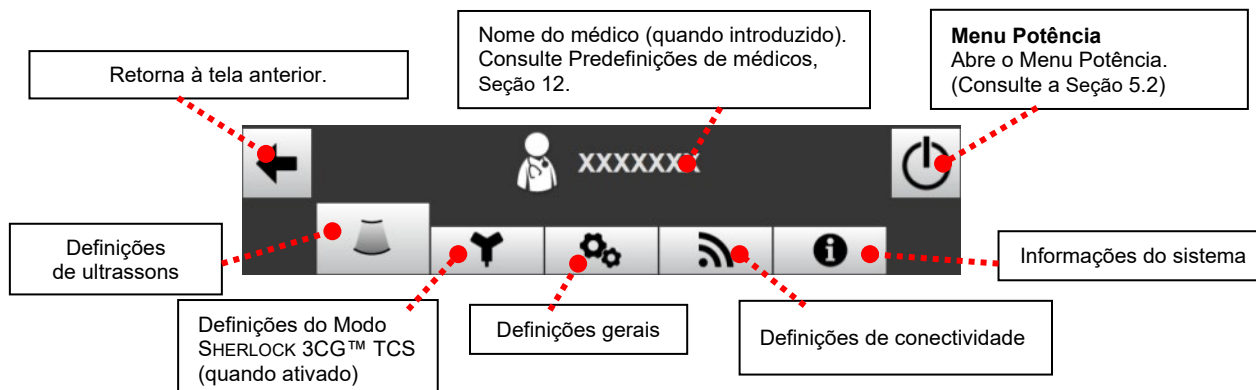 Nome do médico (quando introduzido).
Consulte Predefinições de médicos,
Seção 12.
Menu Potência
Abre o Menu Potência.
(Consulte a Seção 5.2)
Retorna à tela anterior.
XXXXXXX
Definições
de ultrassons
Informações do sistema
Definições do Modo
SHERLOCK 3CG™ TCS
(quando ativado)
Definições gerais
Definições de conectividade